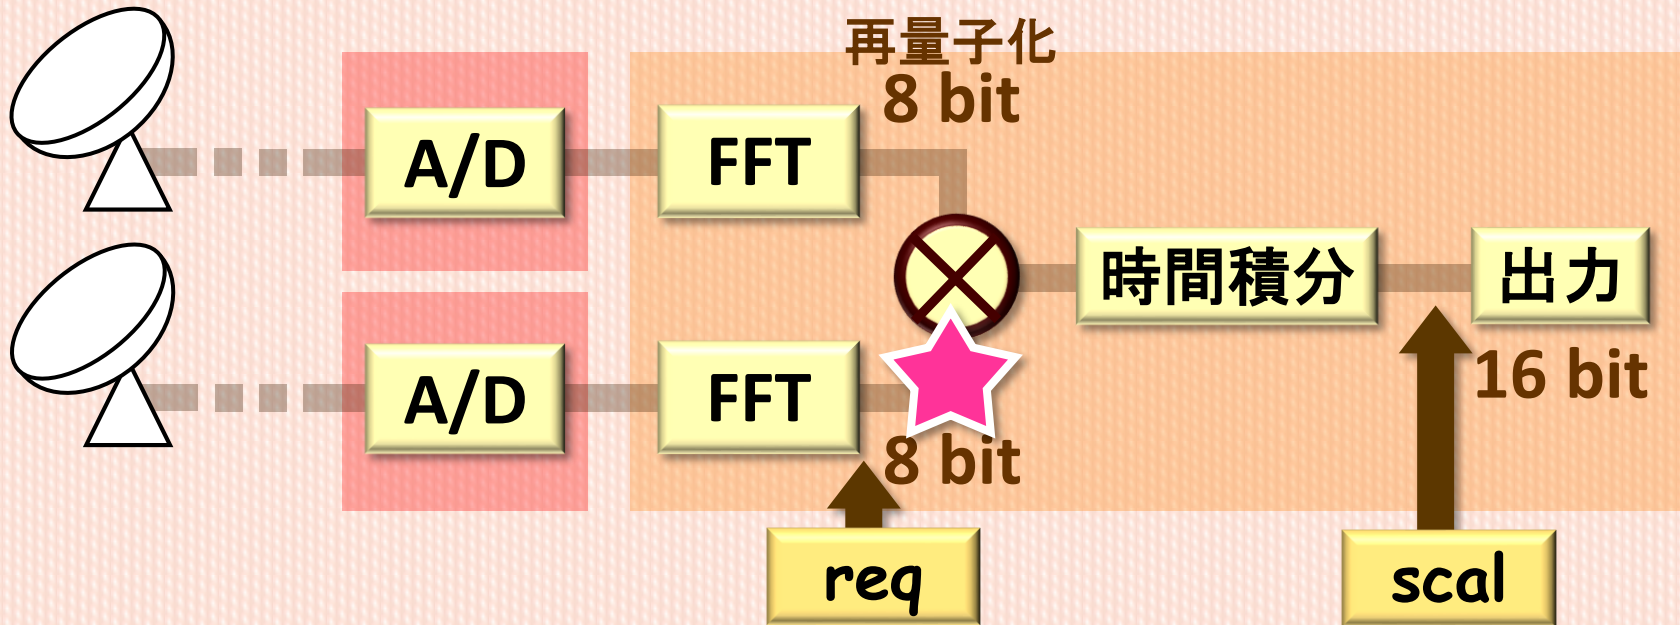 再量子化
8 bit
A/D
FFT
時間積分
出力
16 bit
A/D
FFT
8 bit
req
scal